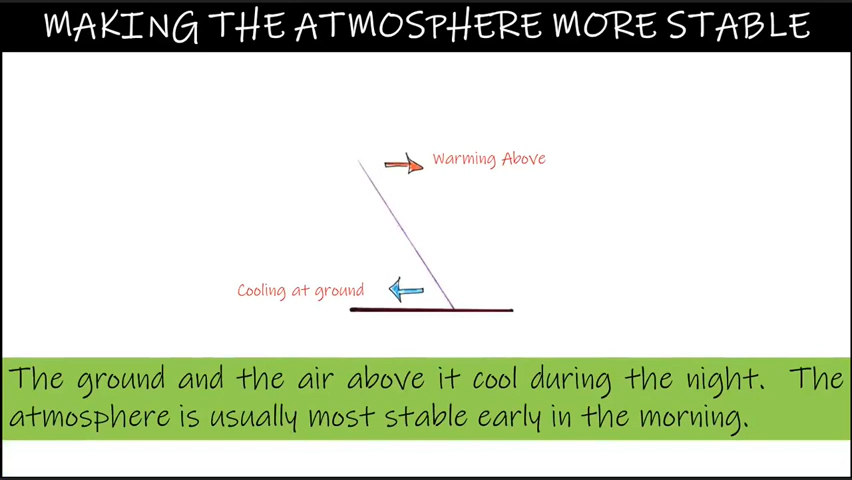 MAKING THE ATMOSPHERE MORE STABLE
Warming Above
Cooling at ground
The ground and the air above it cool during the night. The
atmosphere is usually most stable early in the morning.